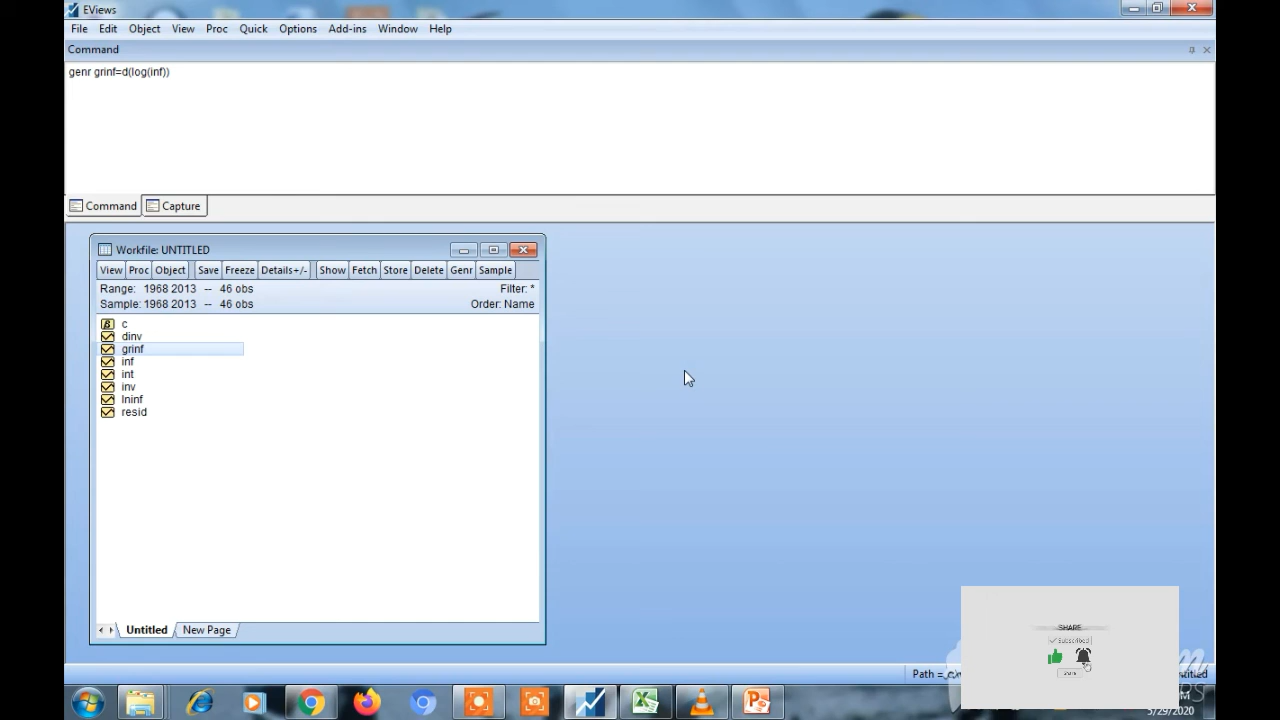 EViews
File Edit Object View Proc Quick Options Add-ins Window Help
Command
genr grinf=d(log(inf))
Command Capture
Workfile: UNTITLED
View Proc Object Save Freeze Details+/- Show Fetch Store Delete Genr Sample
Range: 1968 2013 -- 46 obs Filter: *
Sample: 1968 2013 -- 46 obs Order: Name
c
dinv
grinf
inf
int
inv
lninf
resid
Untitled New Page
SHARE
Subscribed
Path =
5/29/2020